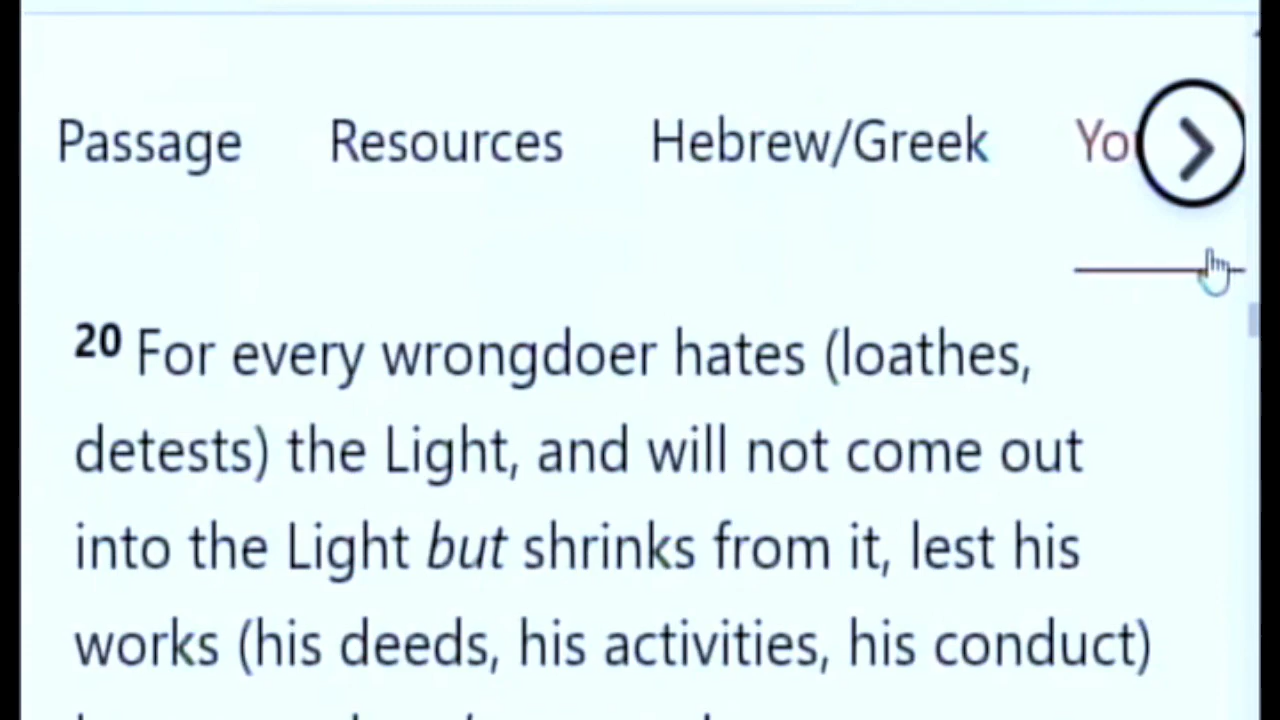 Passage Resources Hebrew/Greek
20 For every wrongdoer hates (loathes,
detests) the Light, and will not come out
into the Light but shrinks from it, lest his
works (his deeds, his activities, his conduct)